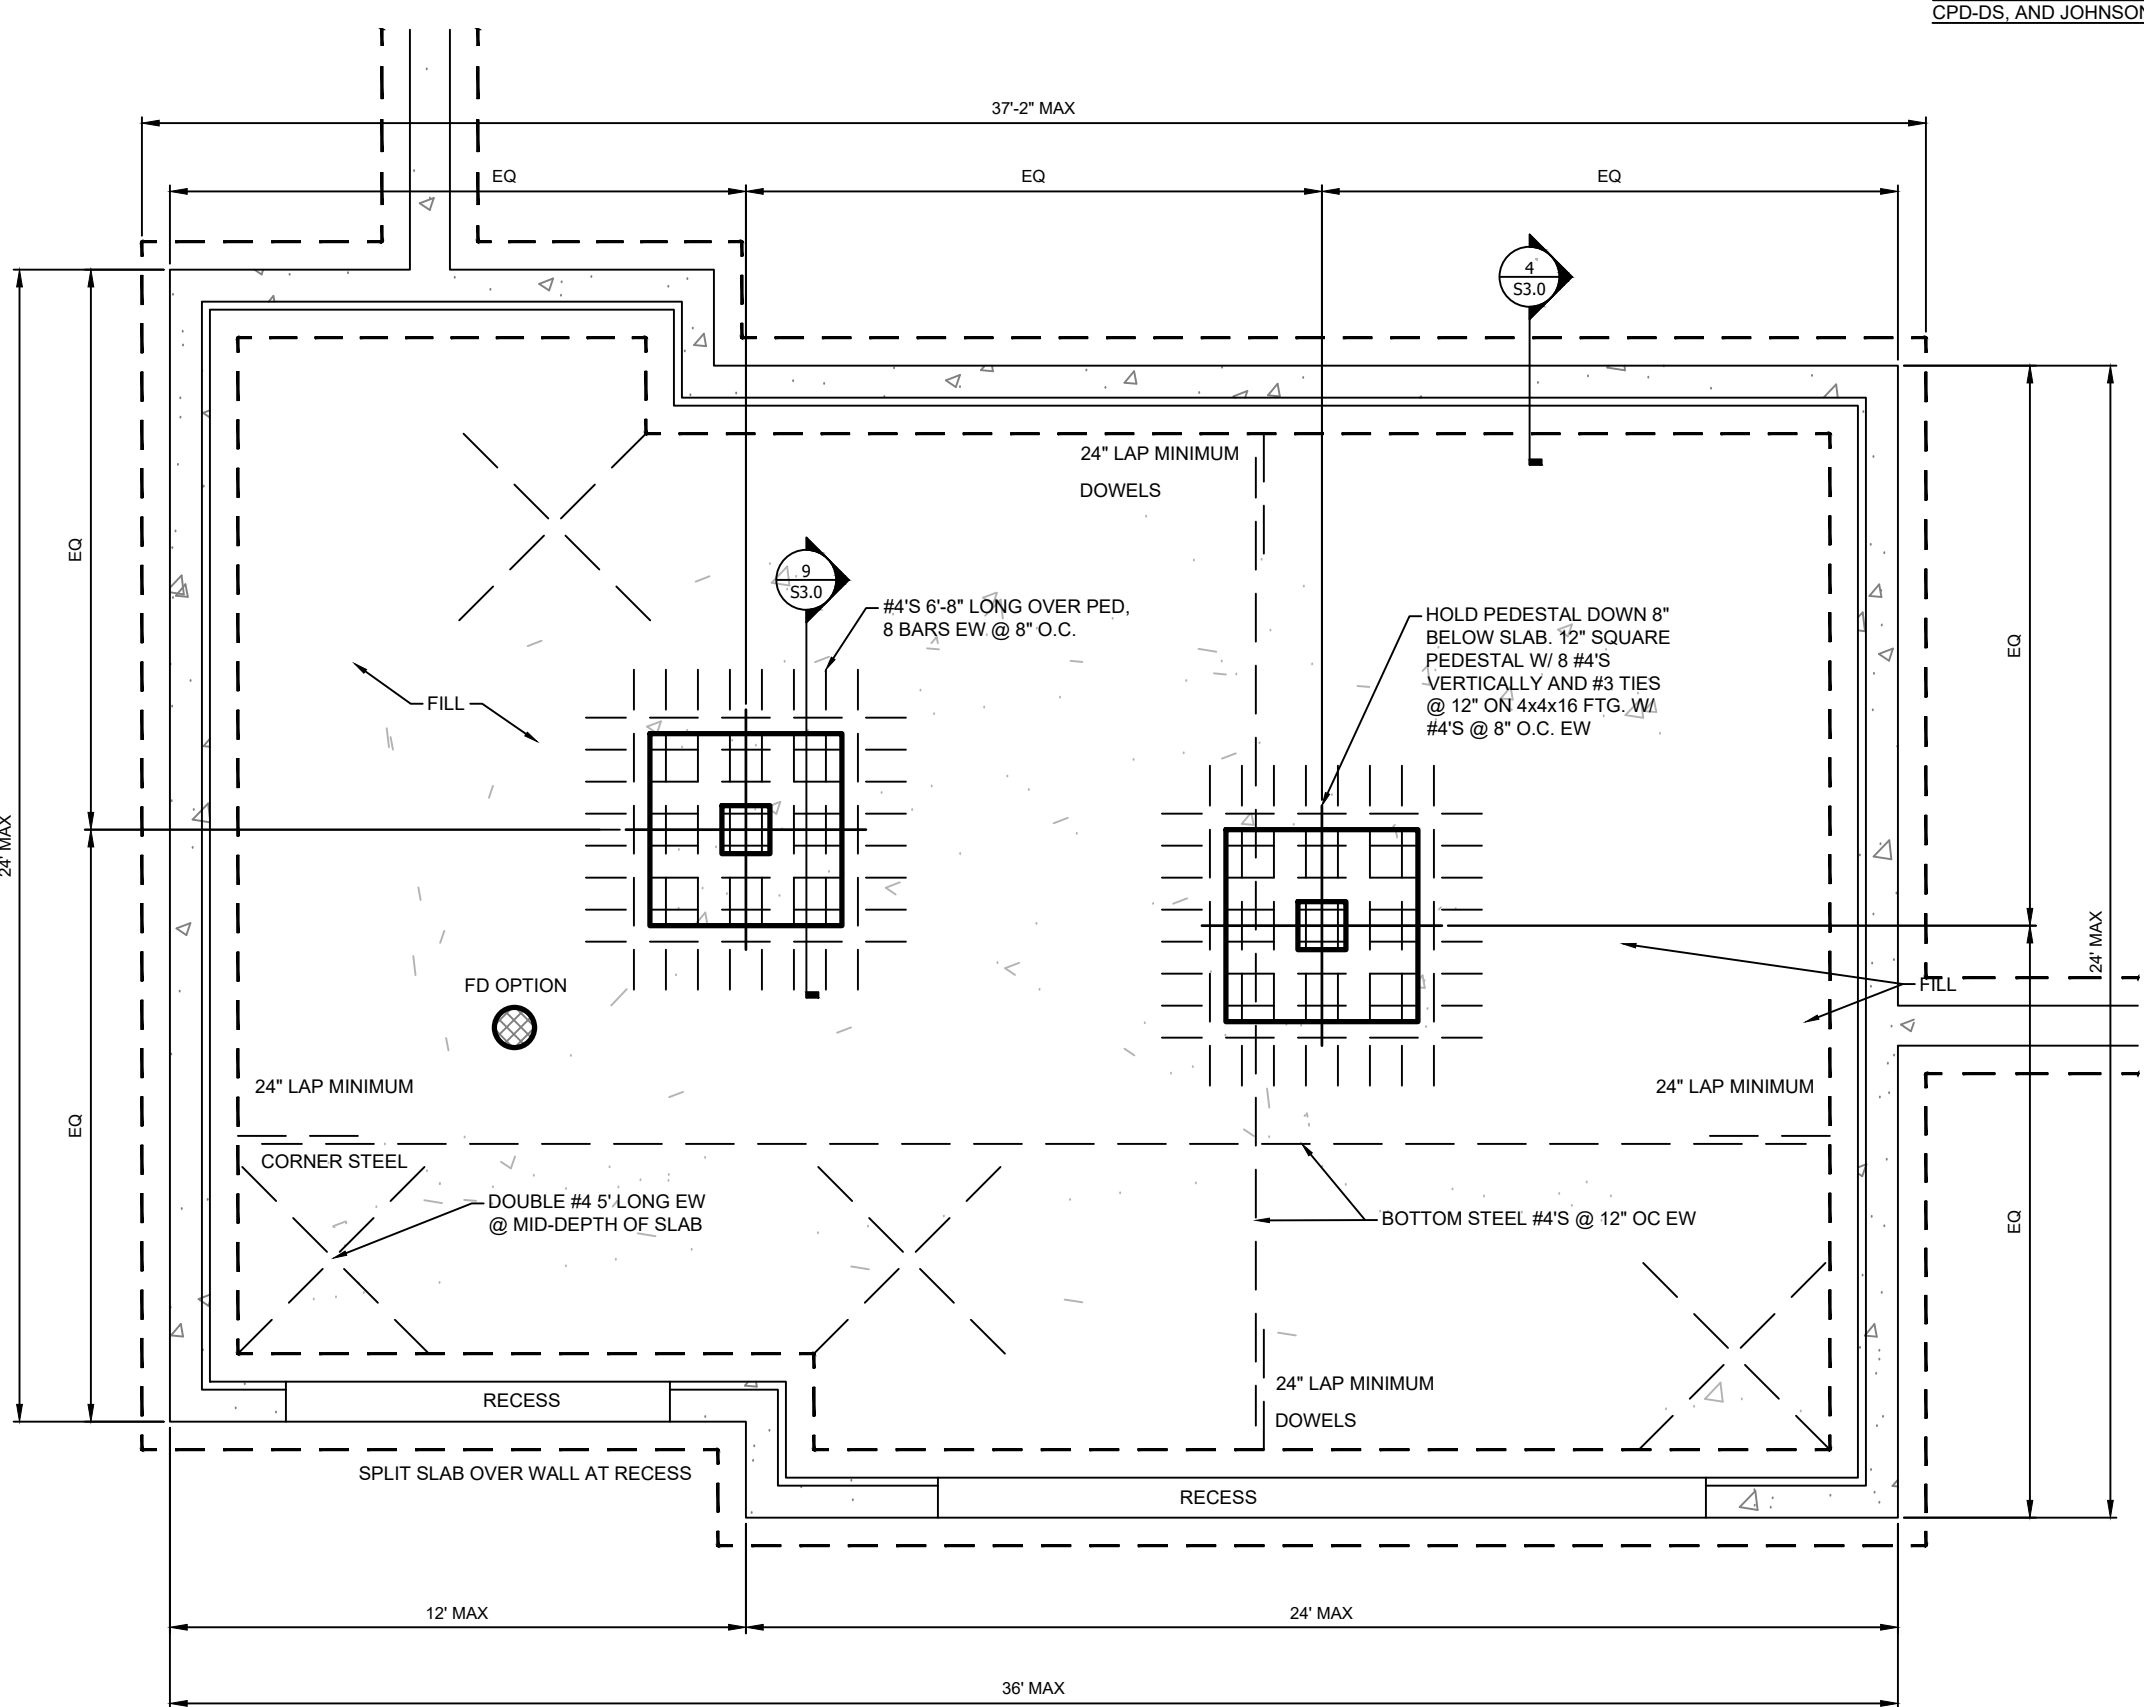 CPD-DS, AND JOHNSON
37'-2" MAX
EQ
EQ
EQ
4
S3.0
24" LAP MINIMUM
DOWELS
EQ
9
S3.0
#4'S 6'-8" LONG OVER PED,
8 BARS EW @ 8" O.C.
HOLD PEDESTAL DOWN 8"
BELOW SLAB. 12" SQUARE
PEDESTAL W/ 8 #4'S
VERTICALLY AND #3 TIES
@ 12" ON 4x4x16 FTG. W/
#4'S @ 8" O.C. EW
EQ
FILL
24' MAX
24' MAX
FD OPTION
FILL
24" LAP MINIMUM
24" LAP MINIMUM
EQ
CORNER STEEL
DOUBLE #4 5' LONG EW
@ MID-DEPTH OF SLAB
BOTTOM STEEL #4'S @ 12" OC EW
EQ
24" LAP MINIMUM
DOWELS
RECESS
SPLIT SLAB OVER WALL AT RECESS
RECESS
12' MAX
24' MAX
36' MAX